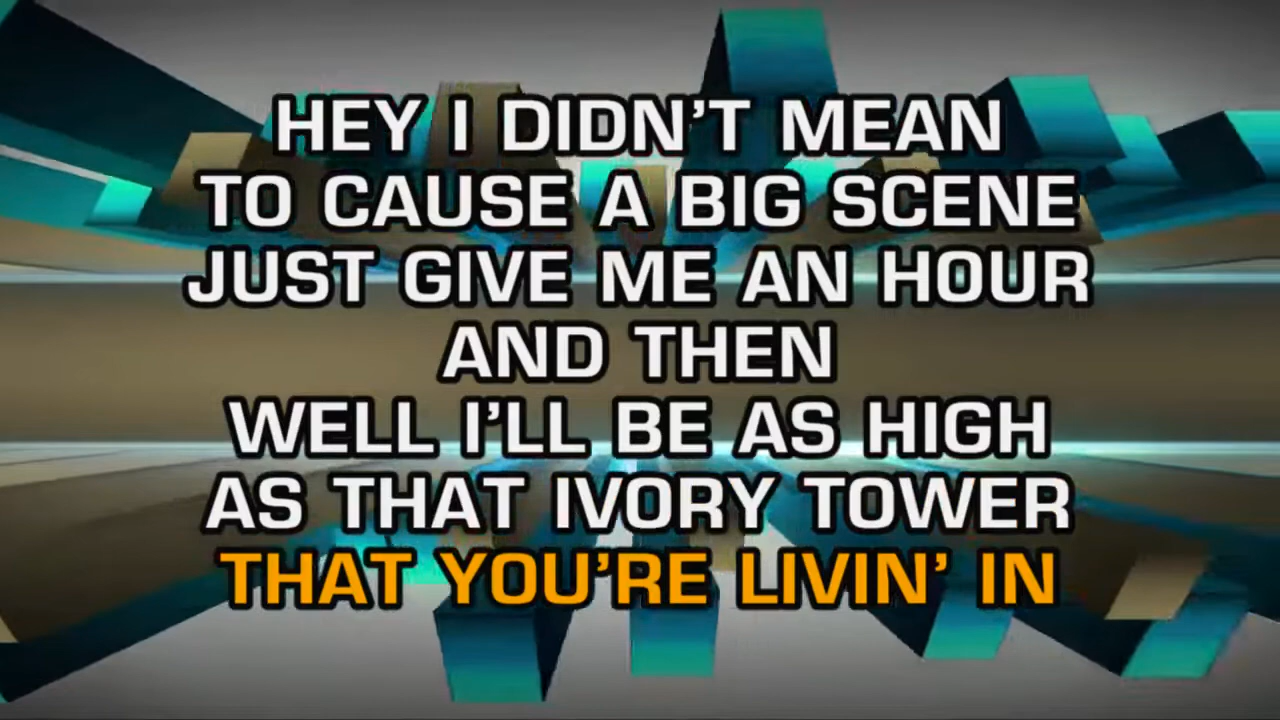 HEY I DIDN'T MEAN
TO CAUSE A BIG SCENE
JUST GIVE ME AN HOUR
AND THEN
WELL I'LL BE AS HIGH
AS THAT IVORY TOWER
THAT YOU'RE LIVIN' IN